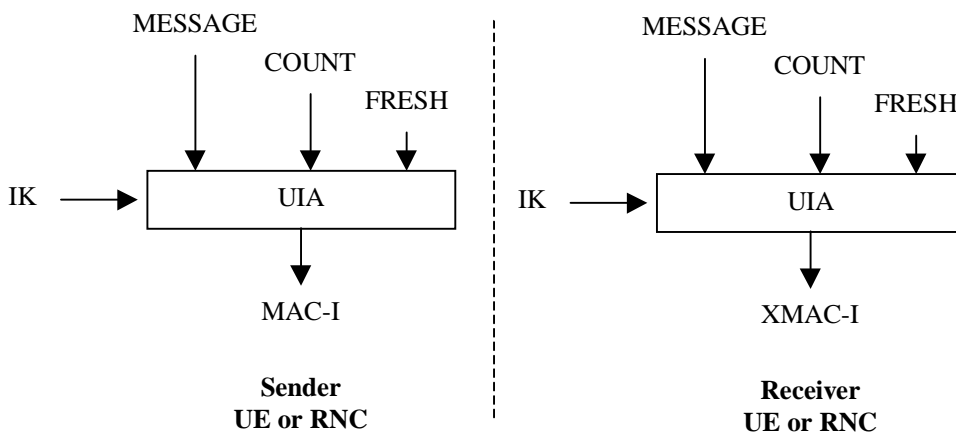 MESSAGE
COUNT
FRESH
IK
UIA
MAC-I
Sender
UE or RNC
MESSAGE
COUNT
FRESH
IK
UIA
XMAC-I
Receiver
UE or RNC